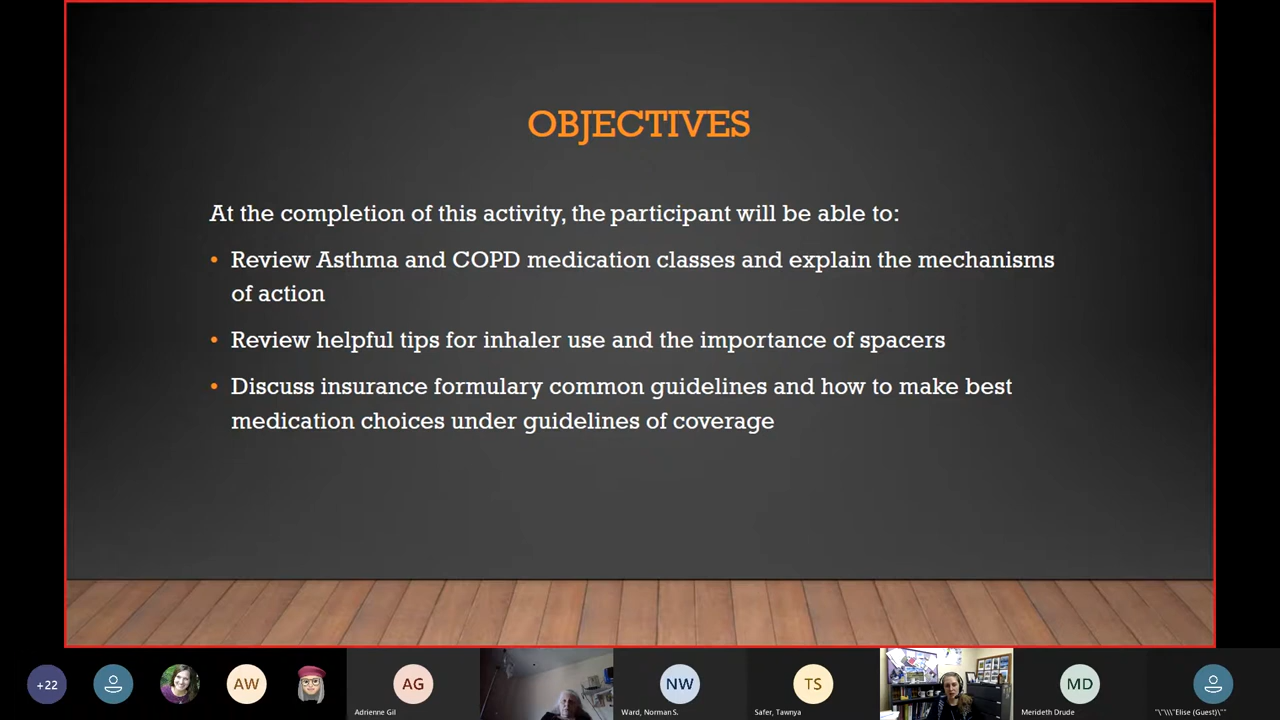 OBJECTIVES
At the completion of this activity, the participant will be able to:
• Review Asthma and COPD medication classes and explain the mechanisms
of action
• Review helpful tips for inhaler use and the importance of spacers
• Discuss insurance formulary common guidelines and how to make best
medication choices under guidelines of coverage
+22
AW
AG
NW
TS
MD
Adrienne Gil
Ward, Norman S.
Safer, Tawnya
Merideth Drude
"\"\\\"Elise (Guest)\""